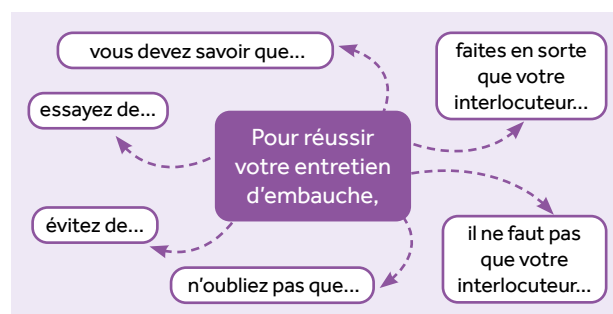 vous devez savoir que...
faites en sorte
que votre
interlocuteur...
essayez de...
Pour réussir
votre entretien
d'embauche,
évitez de...
il ne faut pas
que votre
interlocuteur...
n'oubliez pas que...